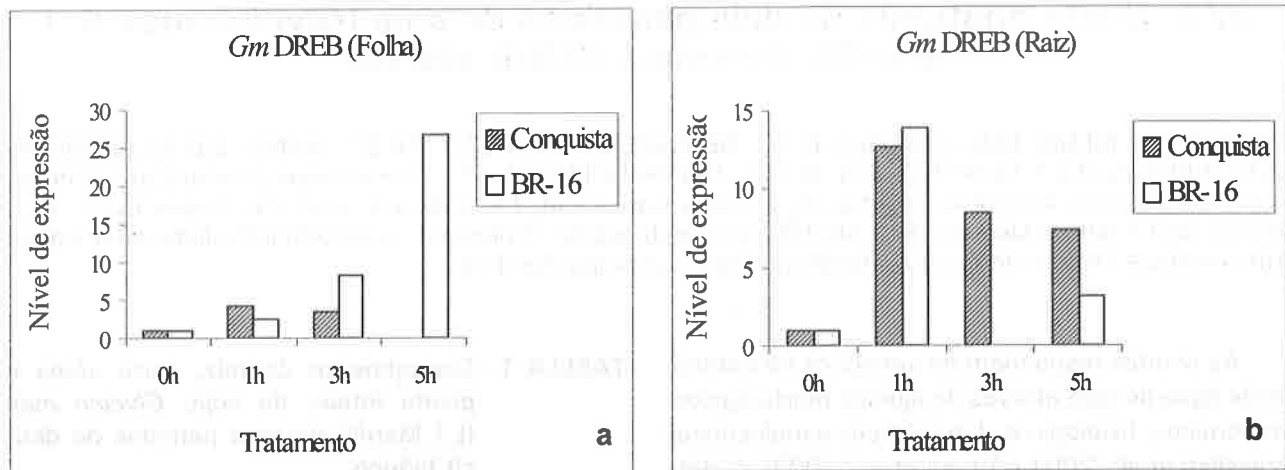 Gm DREB (Folha)
Nível de expressão
30
25
20
15
10
5
0
0h
1h
3h
5h
Tratamento
Conquista
BR-16
a
Gm DREB (Raiz)
Nível de expressão
15
10
5
0
0h
1h
3h
5h
Tratamento
Conquista
BR-16
b